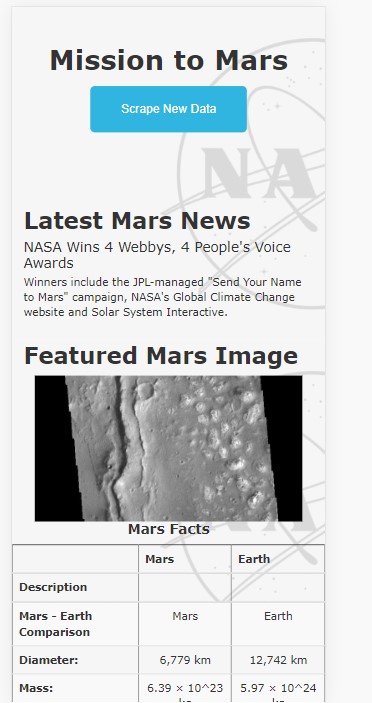 Mission to Mars
Scrape New Data
NA
Latest Mars News
NASA Wins 4 Webbys, 4 People's Voice
Awards
Winners include the JPL-managed "Send Your Name
to Mars" campaign, NASA's Global Climate Change
website and Solar System Interactive.
Featured Mars Image
Mars Facts
Mars Earth
Description
Mars - Earth
Comparison Mars Earth
Diameter: 6,779 km 12,742 km
Mass: 6.39 × 10^23 5.97 × 10^24